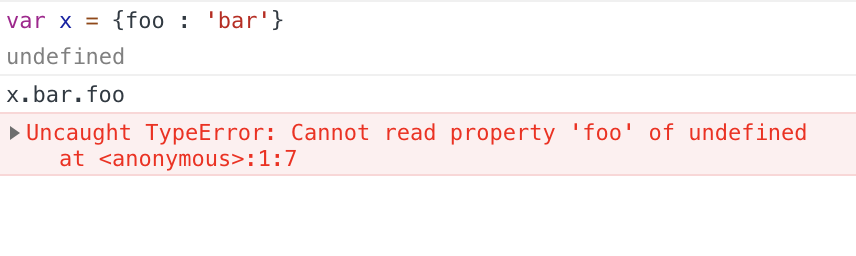 var x = {foo : 'bar'}
undefined
x.bar.foo
Uncaught TypeError: Cannot read property 'foo' of undefined
at <anonymous>:1:7